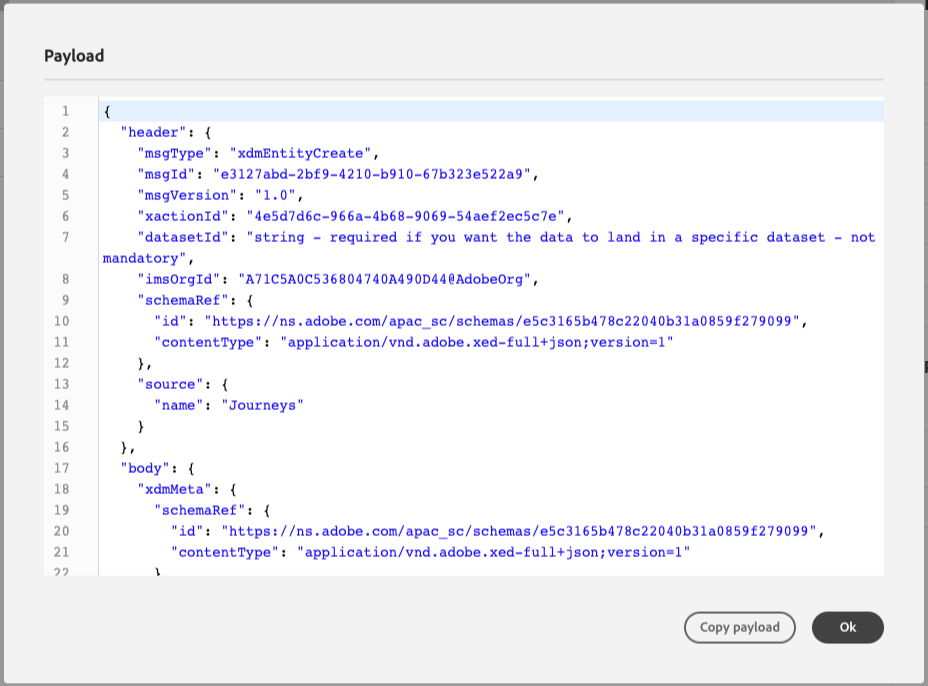 Payload
1 {
2 "header": {
3 "msgType": "xdmEntityCreate",
4 "msgId": "e3127abd-2bf9-4210-b910-67b323e522a9",
5 "msgVersion": "1.0",
6 "xactionId": "4e5d7d6c-966a-4b68-9069-54aef2ec5c7e",
7 "datasetId": "string - required if you want the data to land in a specific dataset - not
mandatory",
8 "imsOrgId": "A71C5A0C536804740A490D44@AdobeOrg",
9 "schemaRef": {
10 "id": "https://ns.adobe.com/apac_sc/schemas/e5c3165b478c22040b31a0859f279099",
11 "contentType": "application/vnd.adobe.xed-full+json;version=1"
12 },
13 "source": {
14 "name": "Journeys"
15 }
16 },
17 "body": {
18 "xdmMeta": {
19 "schemaRef": {
20 "id": "https://ns.adobe.com/apac_sc/schemas/e5c3165b478c22040b31a0859f279099",
21 "contentType": "application/vnd.adobe.xed-full+json;version=1"
22 }
Copy payload
Ok